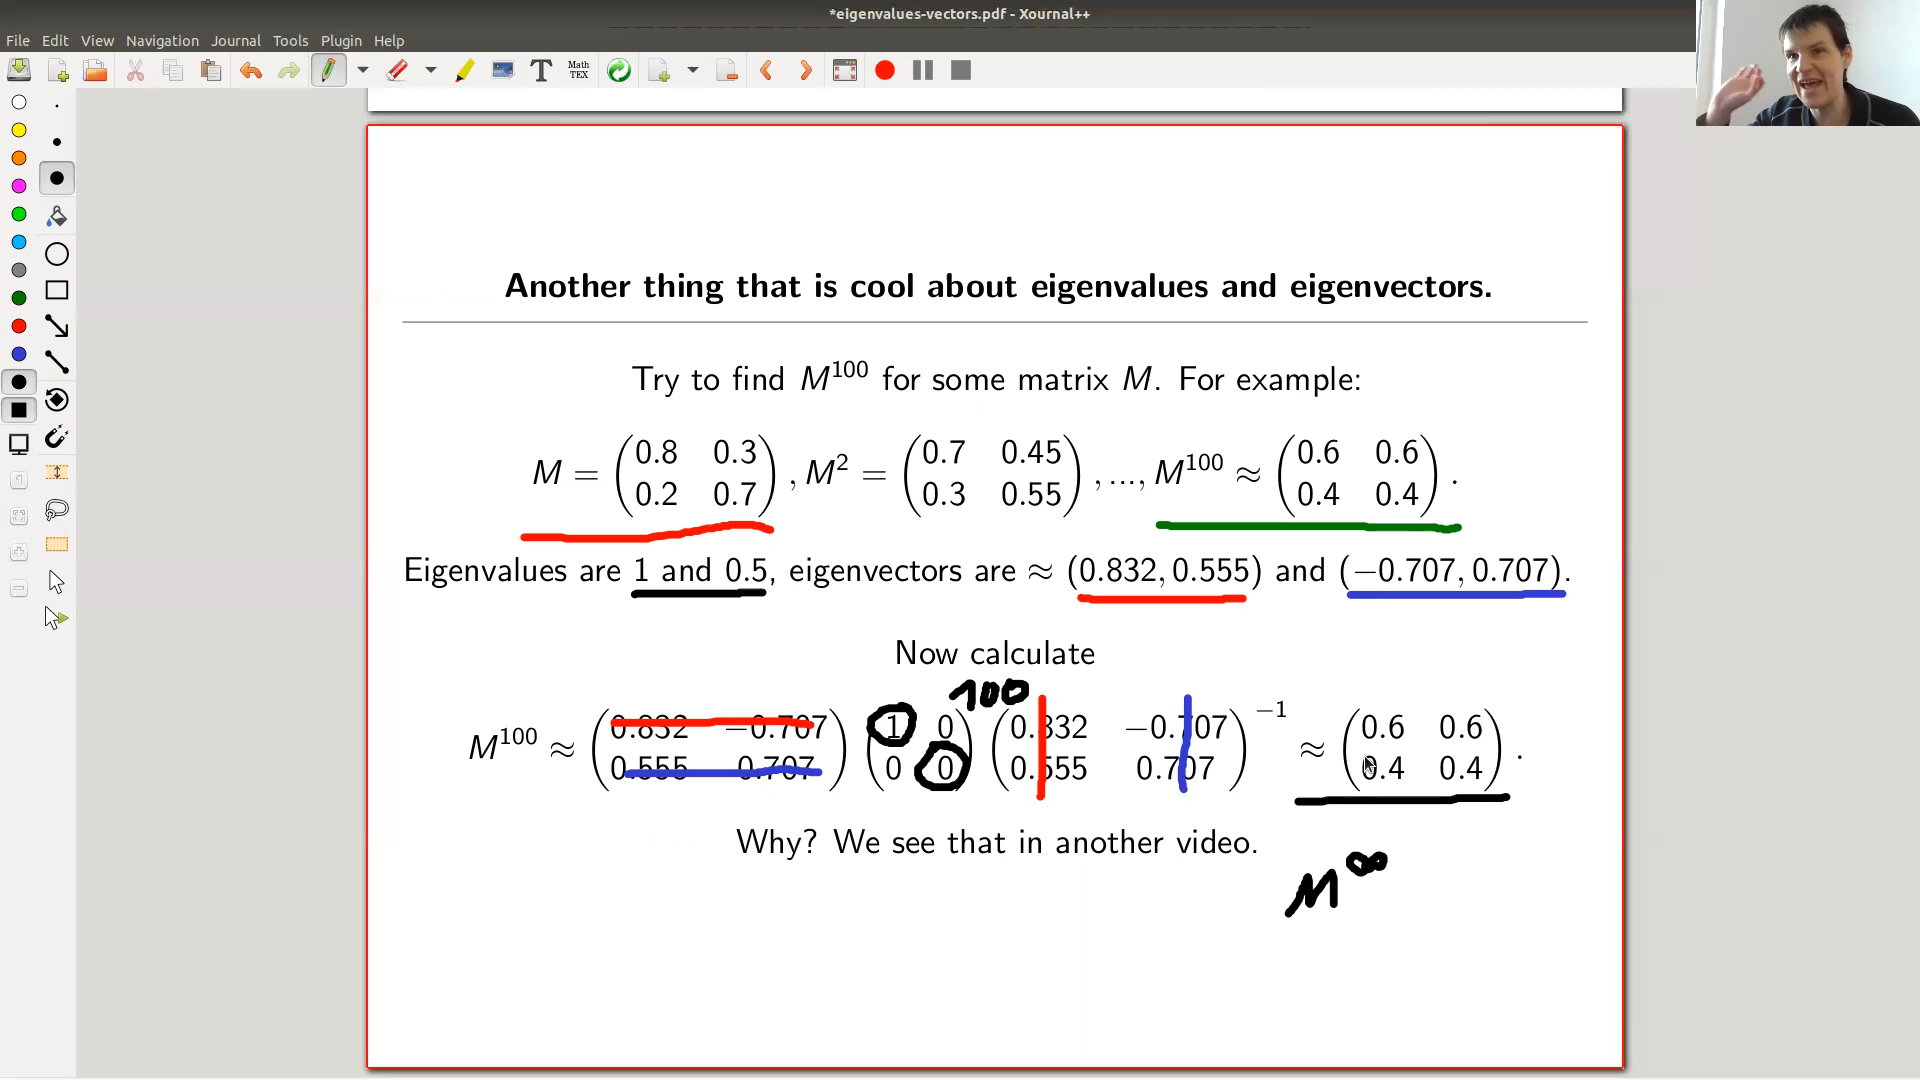 *eigenvalues-vectors.pdf - Xournal++
File Edit View Navigation Journal Tools Plugin Help
Math
TEX
Another thing that is cool about eigenvalues and eigenvectors.
Try to find M^100 for some matrix M. For example:
M = (0.8 0.3; 0.2 0.7), M^2 = (0.7 0.45; 0.3 0.55), ..., M^100 ≈ (0.6 0.6; 0.4 0.4).
Eigenvalues are 1 and 0.5, eigenvectors are ≈ (0.832, 0.555) and (−0.707, 0.707).
Now calculate
100
M^100 ≈ (0.832 −0.707; 0.555 0.707) (1 0; 0 0) (0.832 −0.707; 0.555 0.707)^−1 ≈ (0.6 0.6; 0.4 0.4).
Why? We see that in another video.
M^∞